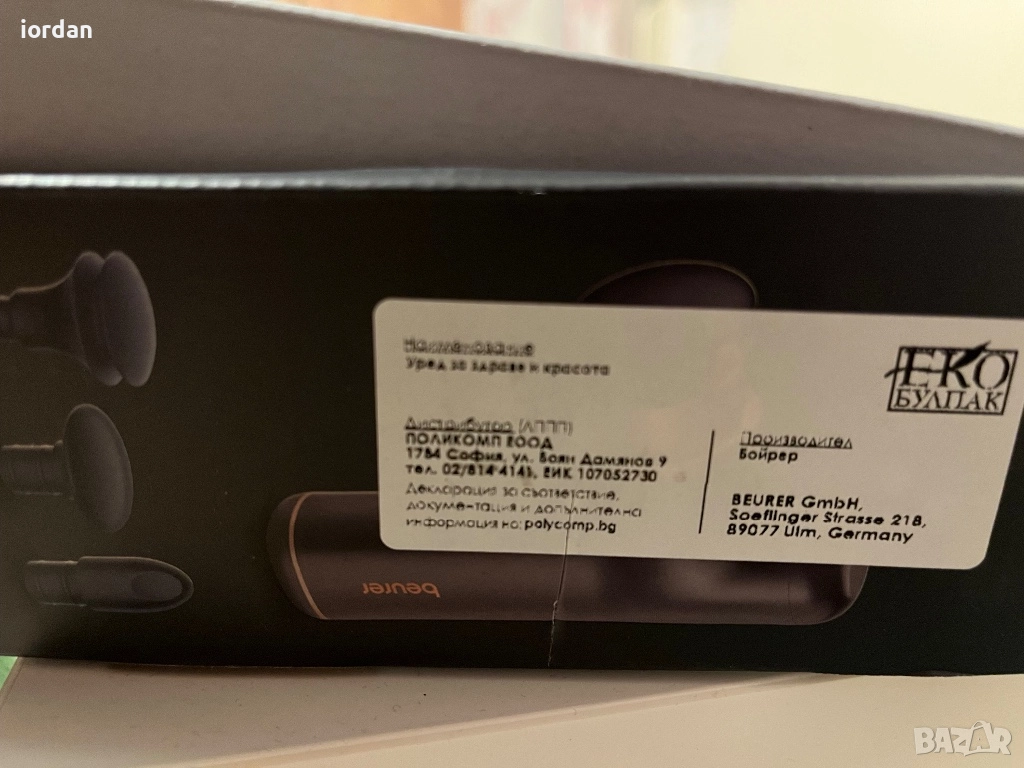 iordan
Наименование
Уред за здраве и красота
Дистрибутор (ЛППП)
ПОЛИКОМП ЕООД
1784 София, ул. Боян Дамянов 9
тел. 02/814 4141, ЕИК 107052730
Декларация за съответствие,
документация и допълнителна
информация на: polycomp.bg
Производител
Бойрер
BEURER GmbH,
Soeflinger Strasse 218,
89077 Ulm, Germany
ЕКО
БУЛПАК
beurer
BAZAR